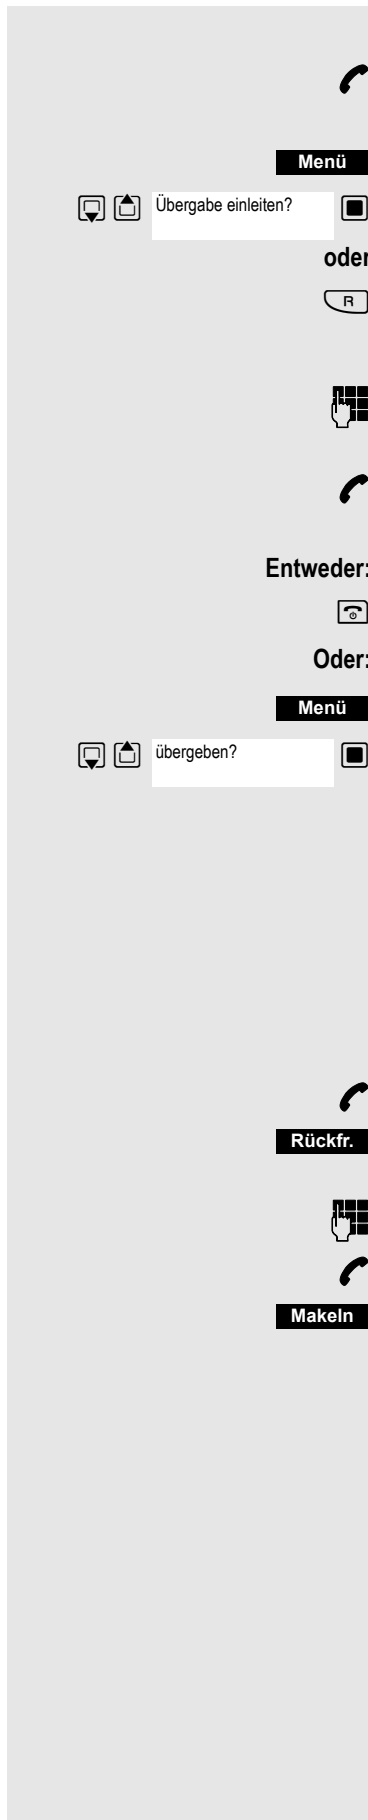 Menü
Übergabe einleiten?
oder
R
Entweder:
Oder:
Menü
übergeben?
Rückfr.
Makeln